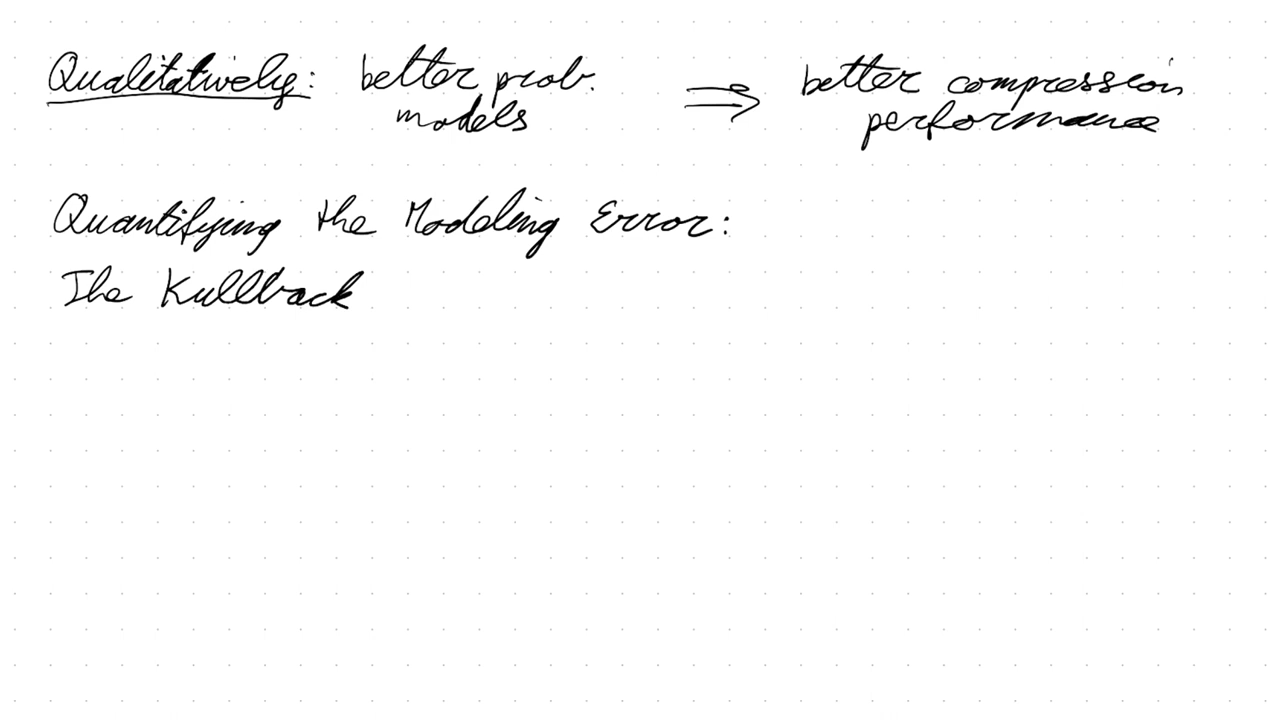 Qualitatively: better prob. models ⇒ better compression performance
Quantifying the Modeling Error:
The Kullback